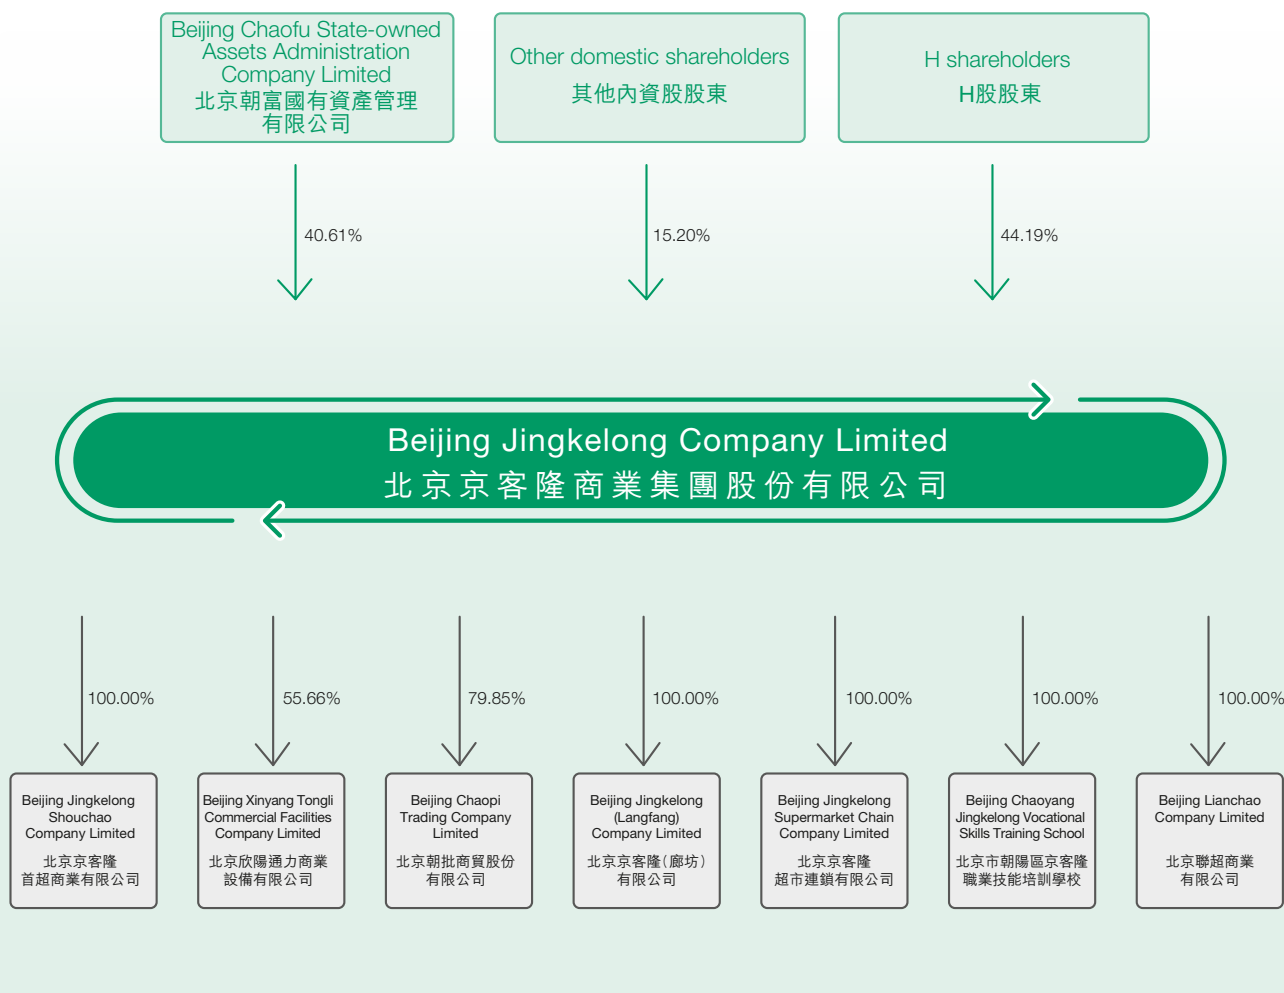 Beijing Chaofu State-owned
Assets Administration
Company Limited
北京朝富國有資產管理
有限公司
Other domestic shareholders
其他內資股股東
H shareholders
H股股東
40.61%
15.20%
44.19%
Beijing Jingkelong Company Limited
北京京客隆商業集團股份有限公司
100.00%
55.66%
79.85%
100.00%
100.00%
100.00%
100.00%
Beijing Jingkelong
Shouchao
Company Limited
北京京客隆
首超商業有限公司
Beijing Xinyang Tongli
Commercial Facilities
Company Limited
北京欣陽通力商業
設備有限公司
Beijing Chaopi
Trading Company
Limited
北京朝批商貿股份
有限公司
Beijing Jingkelong
(Langfang)
Company Limited
北京京客隆(廊坊)
有限公司
Beijing Jingkelong
Supermarket Chain
Company Limited
北京京客隆
超市連鎖有限公司
Beijing Chaoyang
Jingkelong Vocational
Skills Training School
北京市朝陽區京客隆
職業技能培訓學校
Beijing Lianchao
Company Limited
北京聯超商業
有限公司